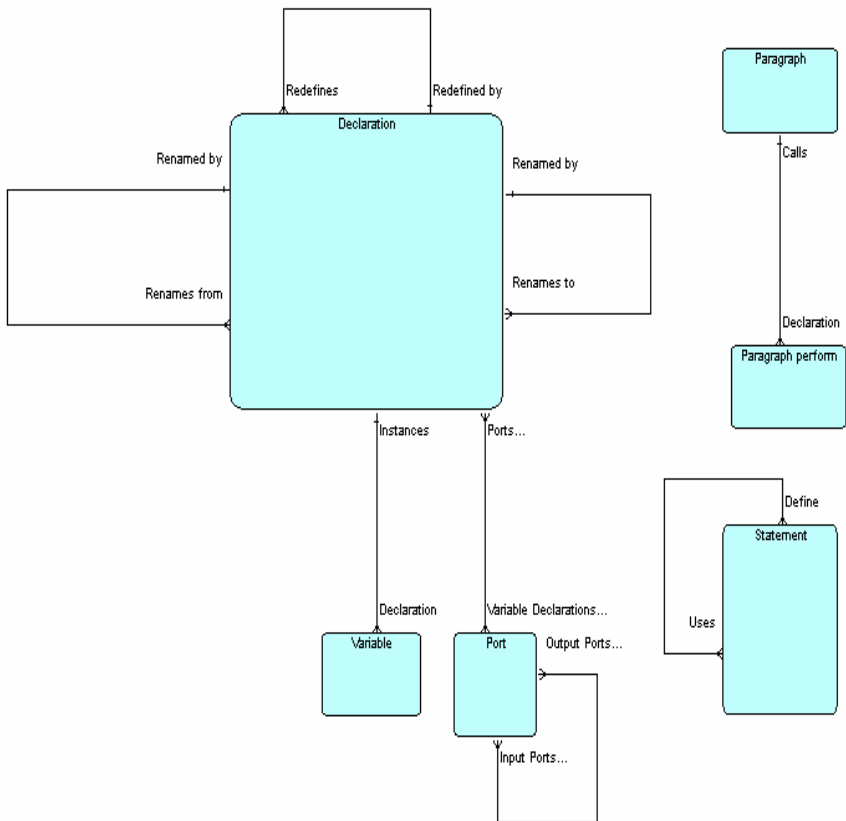 Paragraph
Redefines
Redefined by
Declaration
Calls
Renamed by
Renamed by
Renames from
Renames to
Declaration
Paragraph perform
Instances
Ports...
Define
Statement
Declaration
Variable Declarations...
Uses
Variable
Port
Output Ports...
Input Ports...